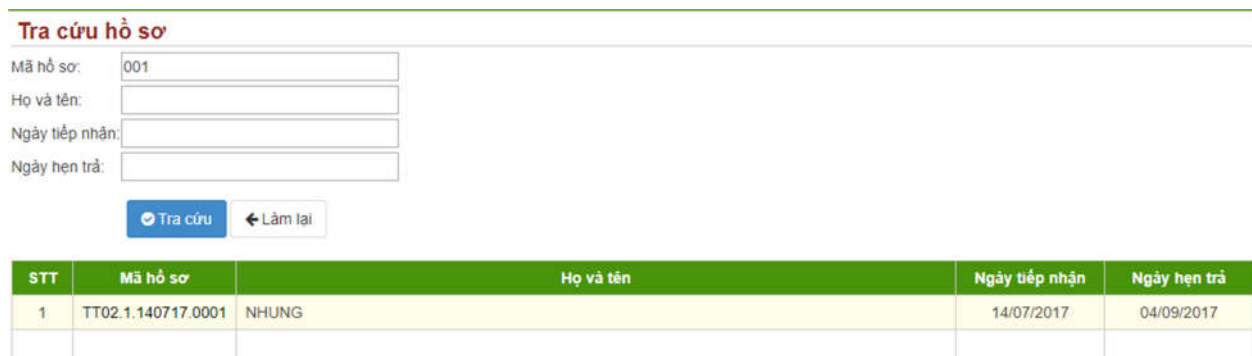 Tra cứu hồ sơ
Mã hồ sơ: 001
Họ và tên:
Ngày tiếp nhận:
Ngày hẹn trả:
Tra cứu Làm lại
STT Mã hồ sơ Họ và tên Ngày tiếp nhận Ngày hẹn trả
1 TT02.1.140717.0001 NHUNG 14/07/2017 04/09/2017